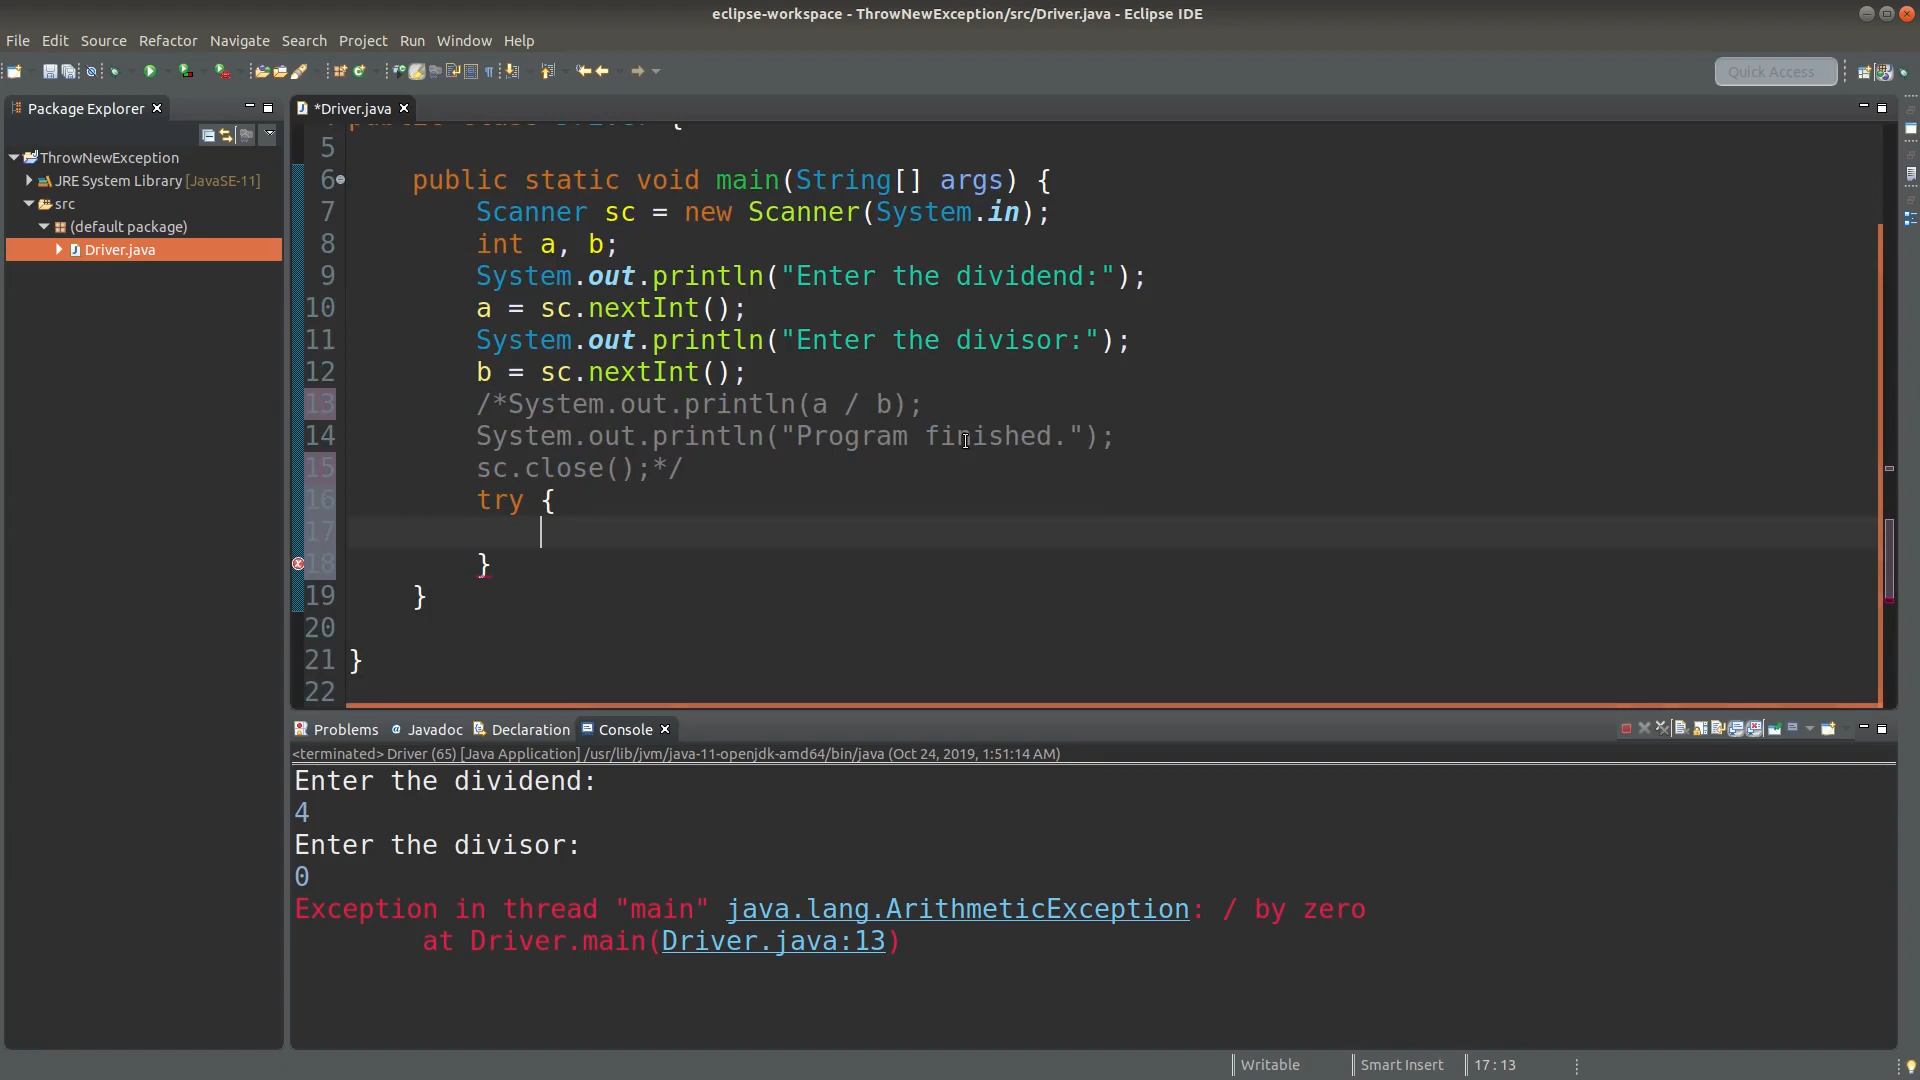 eclipse-workspace - ThrowNewException/src/Driver.java - Eclipse IDE
File Edit Source Refactor Navigate Search Project Run Window Help
Quick Access
Package Explorer
*Driver.java
ThrowNewException
JRE System Library [JavaSE-11]
src
(default package)
Driver.java
5
6 public static void main(String[] args) {
7 Scanner sc = new Scanner(System.in);
8 int a, b;
9 System.out.println("Enter the dividend:");
10 a = sc.nextInt();
11 System.out.println("Enter the divisor:");
12 b = sc.nextInt();
13 /*System.out.println(a / b);
14 System.out.println("Program finished.");
15 sc.close();*/
16 try {
17
18 }
19 }
20
21 }
22
Problems Javadoc Declaration Console
<terminated> Driver (65) [Java Application] /usr/lib/jvm/java-11-openjdk-amd64/bin/java (Oct 24, 2019, 1:51:14 AM)
Enter the dividend:
4
Enter the divisor:
0
Exception in thread "main" java.lang.ArithmeticException: / by zero
at Driver.main(Driver.java:13)
Writable Smart Insert 17 : 13